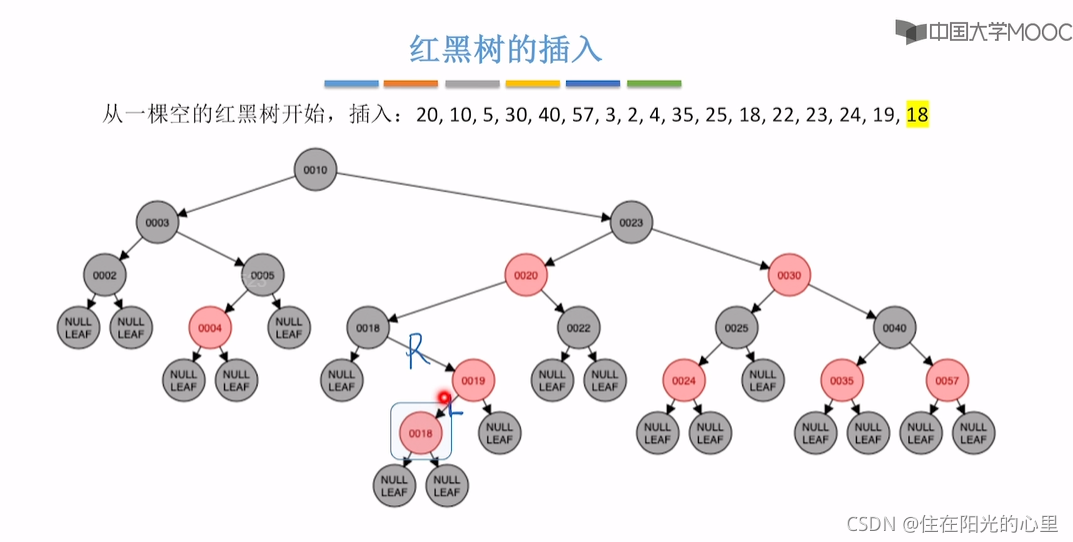 中国大学MOOC
红黑树的插入
从一棵空的红黑树开始，插入：20, 10, 5, 30, 40, 57, 3, 2, 4, 35, 25, 18, 22, 23, 24, 19, 18
0010
0003
0023
0002
0005
0020
0030
NULL
LEAF
NULL
LEAF
0004
NULL
LEAF
0018
0022
0025
0040
R
NULL
LEAF
NULL
LEAF
NULL
LEAF
0019
NULL
LEAF
NULL
LEAF
0024
NULL
LEAF
0035
0057
L
0018
NULL
LEAF
NULL
LEAF
NULL
LEAF
NULL
LEAF
NULL
LEAF
NULL
LEAF
NULL
LEAF
NULL
LEAF
NULL
LEAF
CSDN @住在阳光的心里